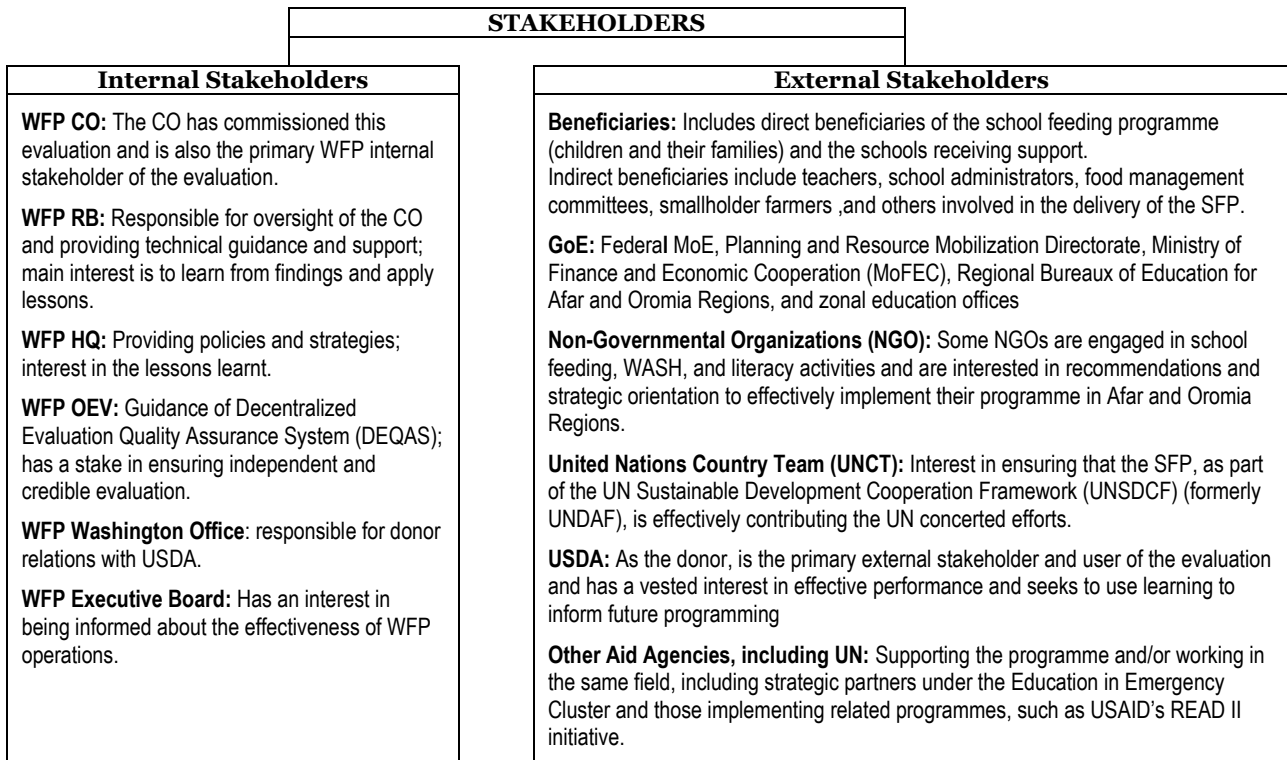 STAKEHOLDERS
Internal Stakeholders
WFP CO: The CO has commissioned this
evaluation and is also the primary WFP internal
stakeholder of the evaluation.
WFP RB: Responsible for oversight of the CO
and providing technical guidance and support;
main interest is to learn from findings and apply
lessons.
WFP HQ: Providing policies and strategies;
interest in the lessons learnt.
WFP OEV: Guidance of Decentralized
Evaluation Quality Assurance System (DEQAS);
has a stake in ensuring independent and
credible evaluation.
WFP Washington Office: responsible for donor
relations with USDA.
WFP Executive Board: Has an interest in
being informed about the effectiveness of WFP
operations.
External Stakeholders
Beneficiaries: Includes direct beneficiaries of the school feeding programme
(children and their families) and the schools receiving support.
Indirect beneficiaries include teachers, school administrators, food management
committees, smallholder farmers ,and others involved in the delivery of the SFP.
GoE: Federal MoE, Planning and Resource Mobilization Directorate, Ministry of
Finance and Economic Cooperation (MoFEC), Regional Bureaux of Education for
Afar and Oromia Regions, and zonal education offices
Non-Governmental Organizations (NGO): Some NGOs are engaged in school
feeding, WASH, and literacy activities and are interested in recommendations and
strategic orientation to effectively implement their programme in Afar and Oromia
Regions.
United Nations Country Team (UNCT): Interest in ensuring that the SFP, as part
of the UN Sustainable Development Cooperation Framework (UNSDCF) (formerly
UNDAF), is effectively contributing the UN concerted efforts.
USDA: As the donor, is the primary external stakeholder and user of the evaluation
and has a vested interest in effective performance and seeks to use learning to
inform future programming
Other Aid Agencies, including UN: Supporting the programme and/or working in
the same field, including strategic partners under the Education in Emergency
Cluster and those implementing related programmes, such as USAID's READ II
initiative.